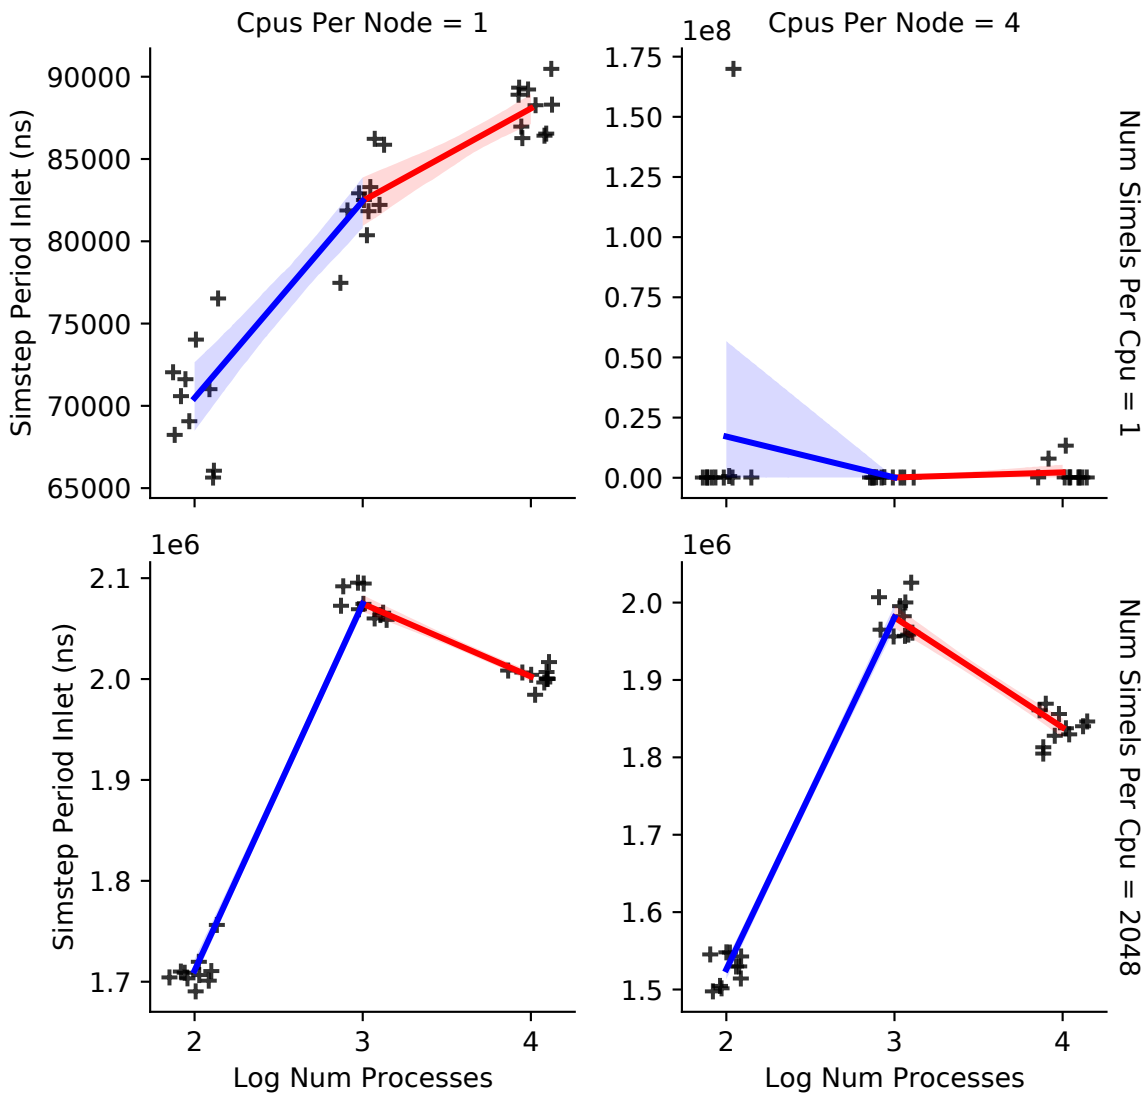 Cpus Per Node = 1
Cpus Per Node = 4
1e8
Simstep Period Inlet (ns)
90000
85000
80000
75000
70000
65000
1.75
1.50
1.25
1.00
0.75
0.50
0.25
0.00
Num Simels Per Cpu = 1
1e6
Simstep Period Inlet (ns)
2.1
2.0
1.9
1.8
1.7
2
3
4
Log Num Processes
1e6
2.0
1.9
1.8
1.7
1.6
1.5
2
3
4
Log Num Processes
Num Simels Per Cpu = 2048